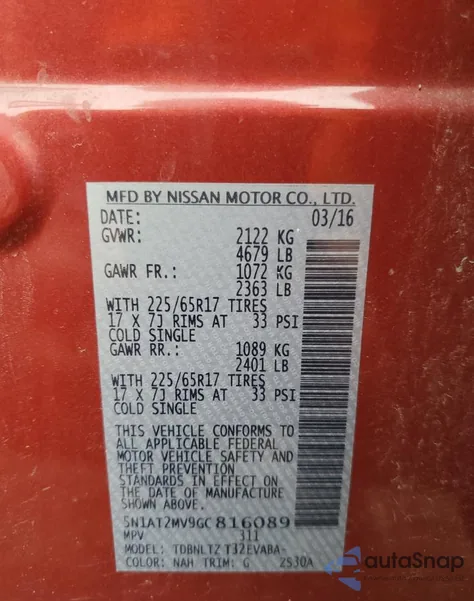 MFD BY NISSAN MOTOR CO., LTD.
DATE: 03/16
GVWR: 2122 KG
4679 LB
GAWR FR.: 1072 KG
2363 LB
WITH 225/65R17 TIRES
17 X 7J RIMS AT 33 PSI
COLD SINGLE
GAWR RR.: 1089 KG
2401 LB
WITH 225/65R17 TIRES
17 X 7J RIMS AT 33 PSI
COLD SINGLE
THIS VEHICLE CONFORMS TO
ALL APPLICABLE FEDERAL
MOTOR VEHICLE SAFETY AND
THEFT PREVENTION
STANDARDS IN EFFECT ON
THE DATE OF MANUFACTURE
SHOWN ABOVE.
5N1AT2MV9GC816089
MPV 311
MODEL: TDBNLTZ T32EVABA-
COLOR: NAH TRIM: G 2530A
autoSnap
BY CARFAST EXPRESS